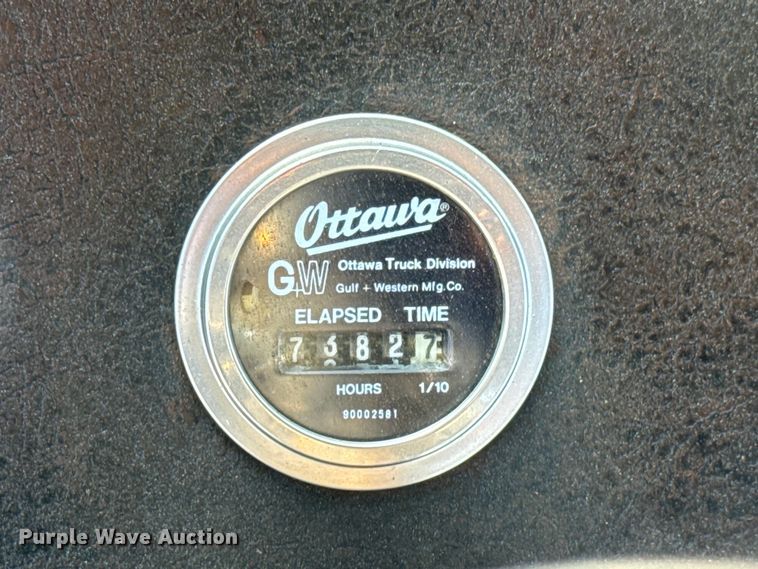 Ottawa®
G+W Ottawa Truck Division
Gulf + Western Mfg. Co.
ELAPSED TIME
7 3 8 2 7
HOURS 1/10
90002581
Purple Wave Auction